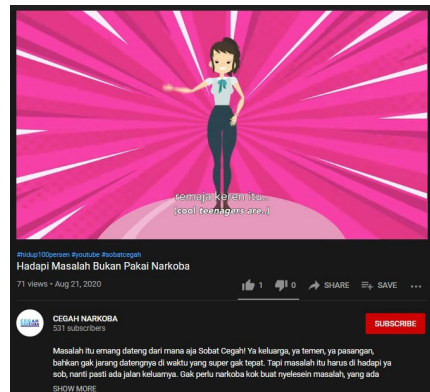 remaja keren itu..
(cool teenagers are..)
#hidup100persen #youtube #sobatcegah
Hadapi Masalah Bukan Pakai Narkoba
71 views • Aug 21, 2020
1
0
SHARE
SAVE
CEGAH NARKOBA
531 subscribers
SUBSCRIBE
Masalah itu emang dateng dari mana aja Sobat Cegah! Ya keluarga, ya temen, ya pasangan,
bahkan gak jarang datengnya di waktu yang super gak tepat. Tapi masalah itu harus di hadapi ya
sob, nanti pasti ada jalan keluarnya. Gak perlu narkoba kok buat nyelesein masalah, yang ada
SHOW MORE